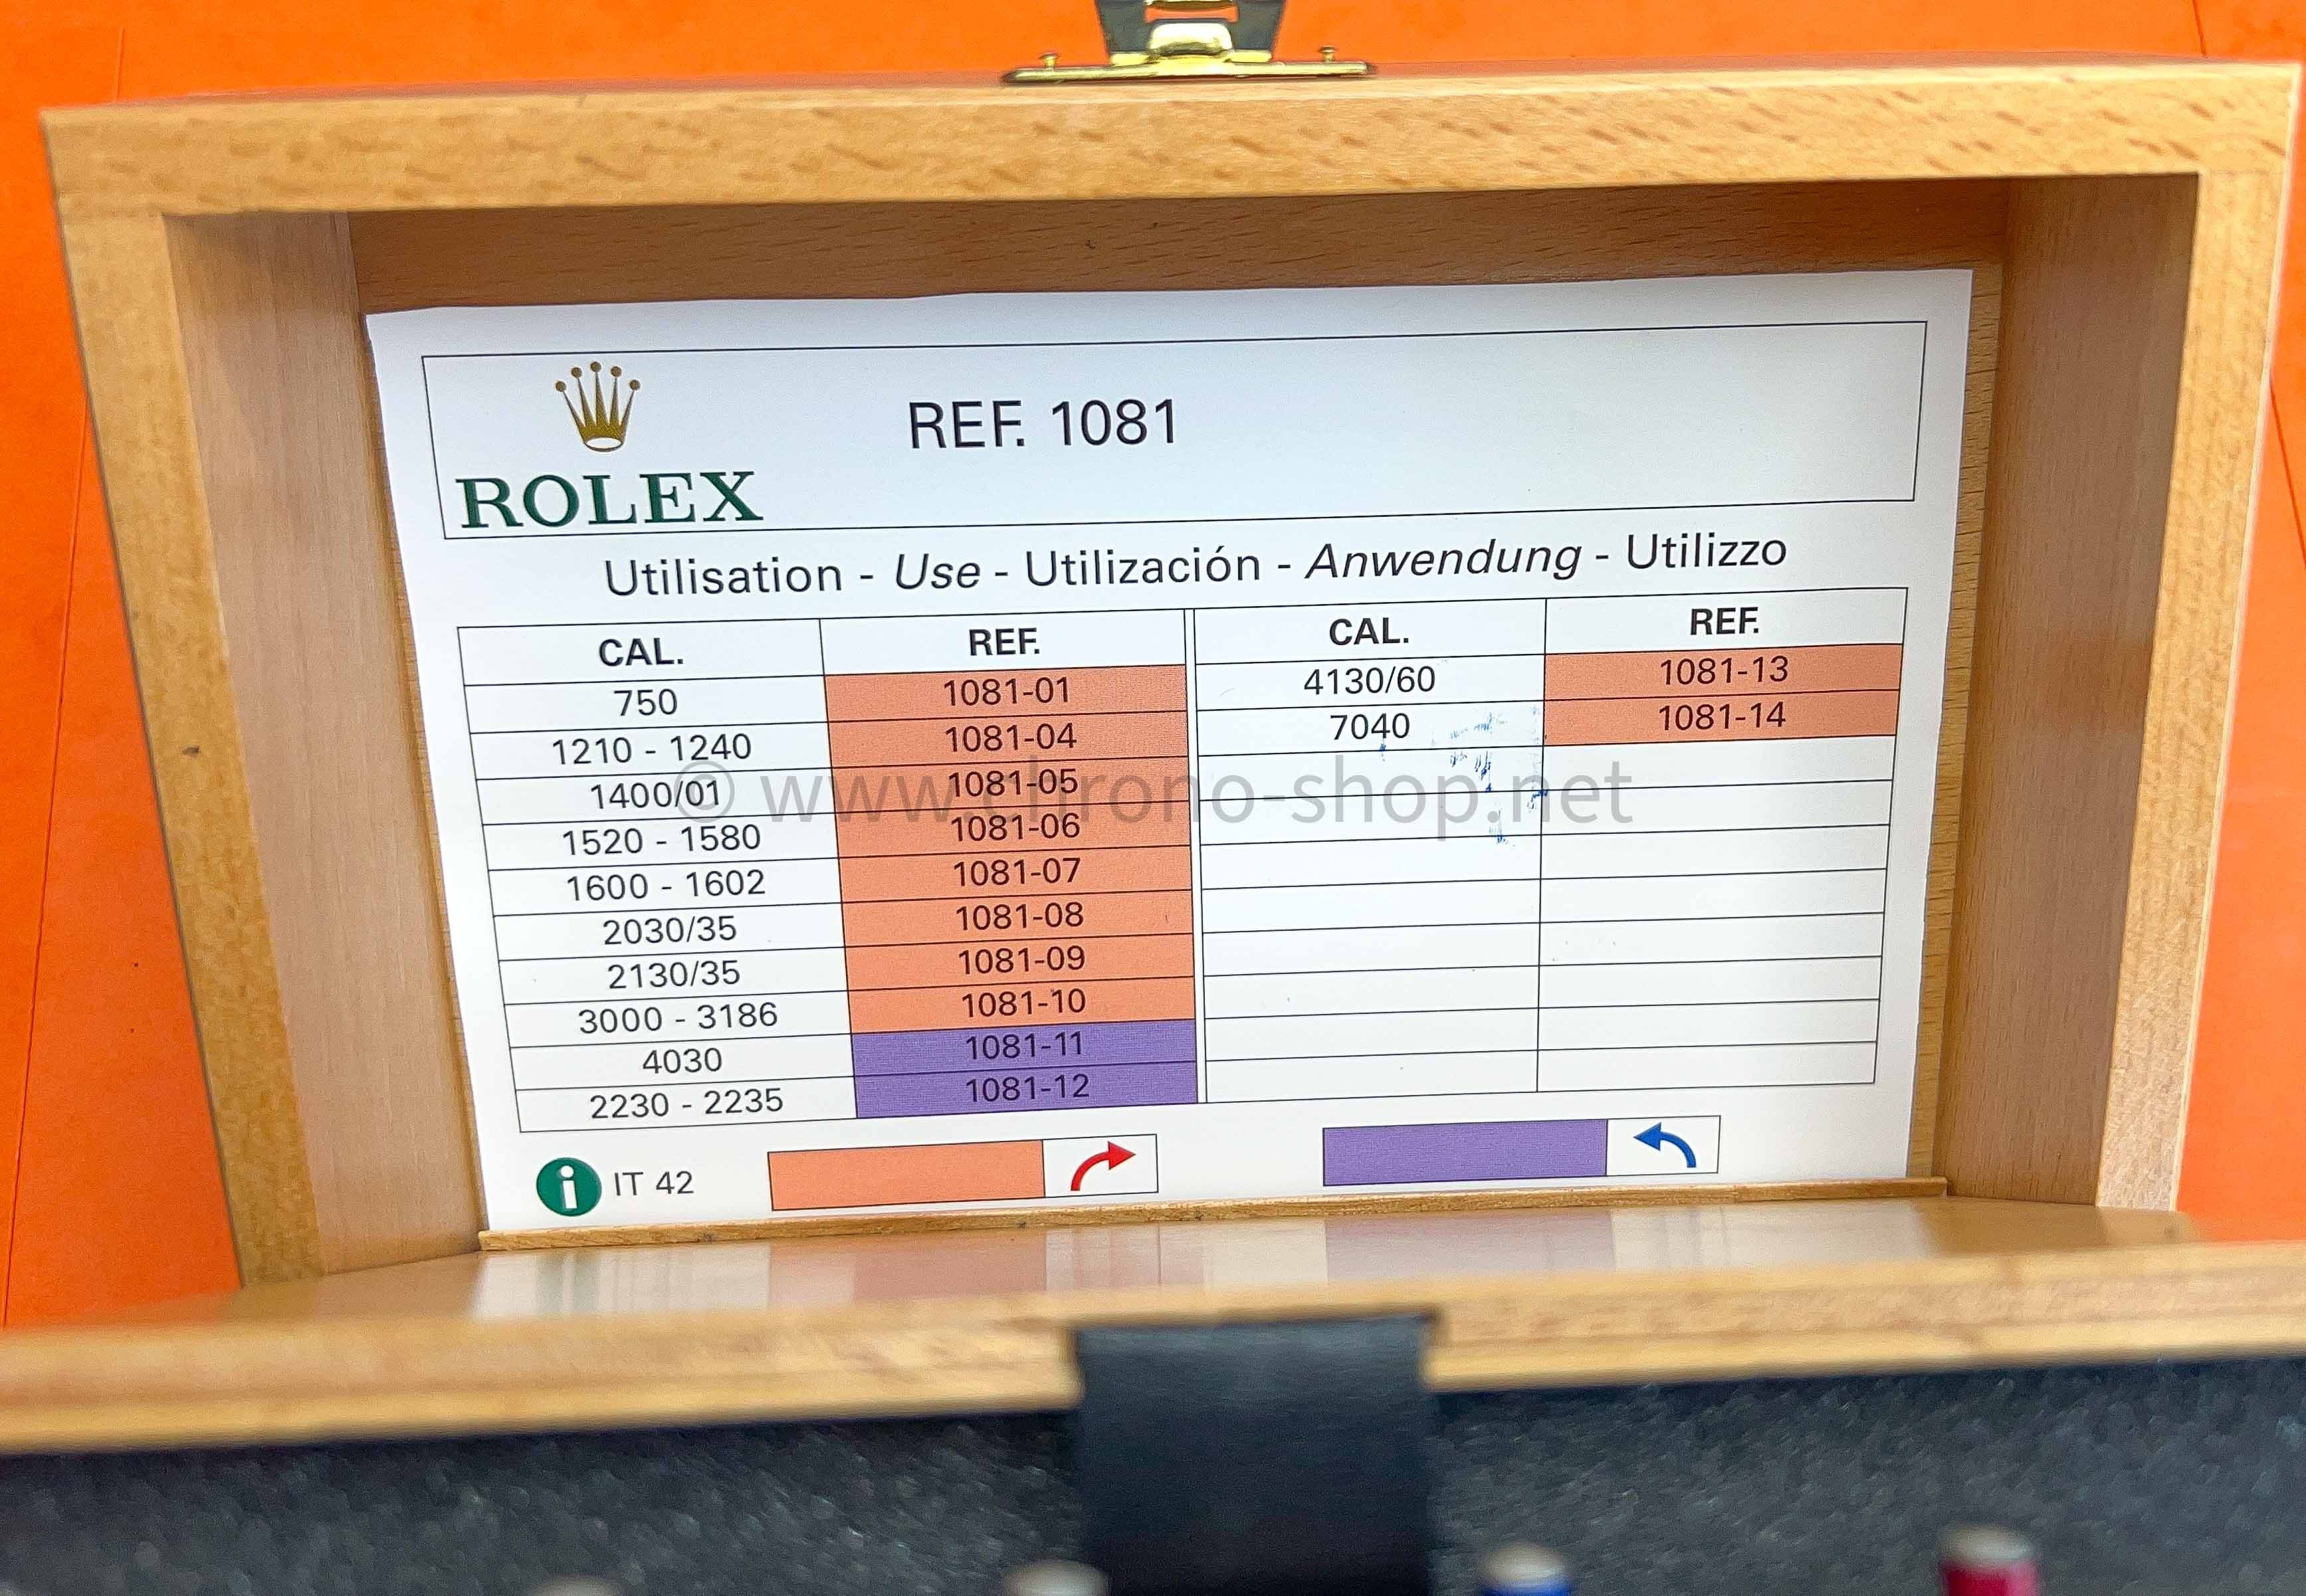 REF. 1081
ROLEX
Utilisation - Use - Utilización - Anwendung - Utilizzo
CAL. REF. CAL. REF.
750 1081-01 4130/60 1081-13
1210 - 1240 1081-04 7040 1081-14
1400/01 1081-05
© www.chrono-shop.net
1520 - 1580 1081-06
1600 - 1602 1081-07
2030/35 1081-08
2130/35 1081-09
3000 - 3186 1081-10
4030 1081-11
2230 - 2235 1081-12
i IT 42